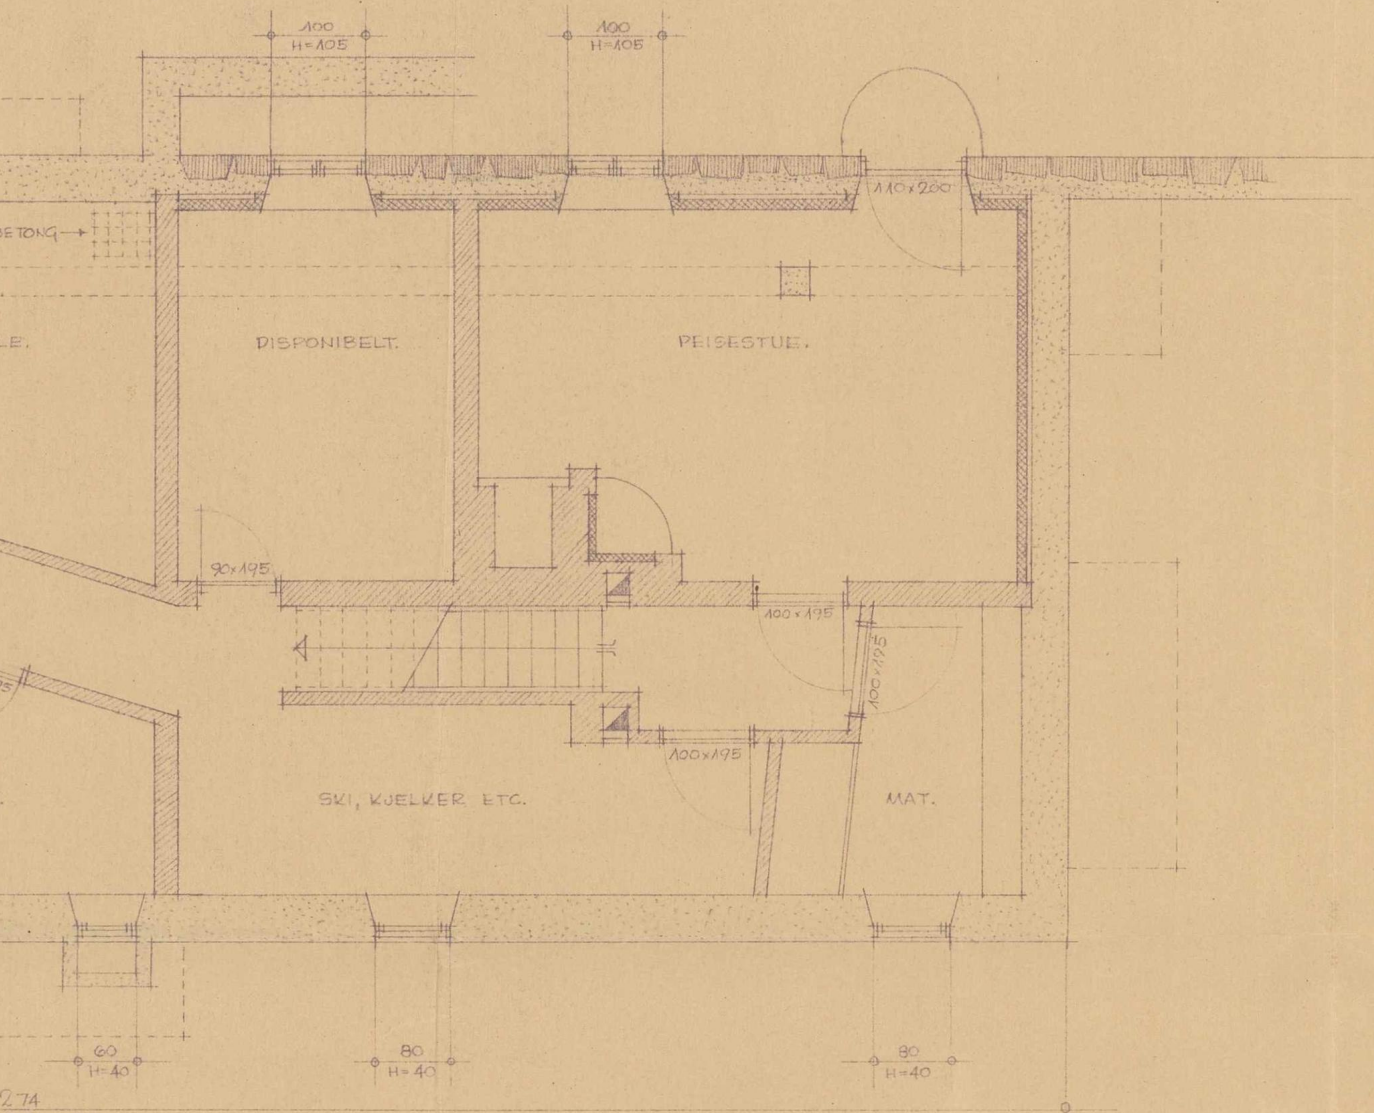 100
H=105
100
H=105
110x200
BETONG
LE.
DISPONIBELT.
PEISESTUE.
90x195
100x195
100x195
100x195
SKI, KJELKER ETC.
MAT.
60
H=40
80
H=40
80
H=40
274